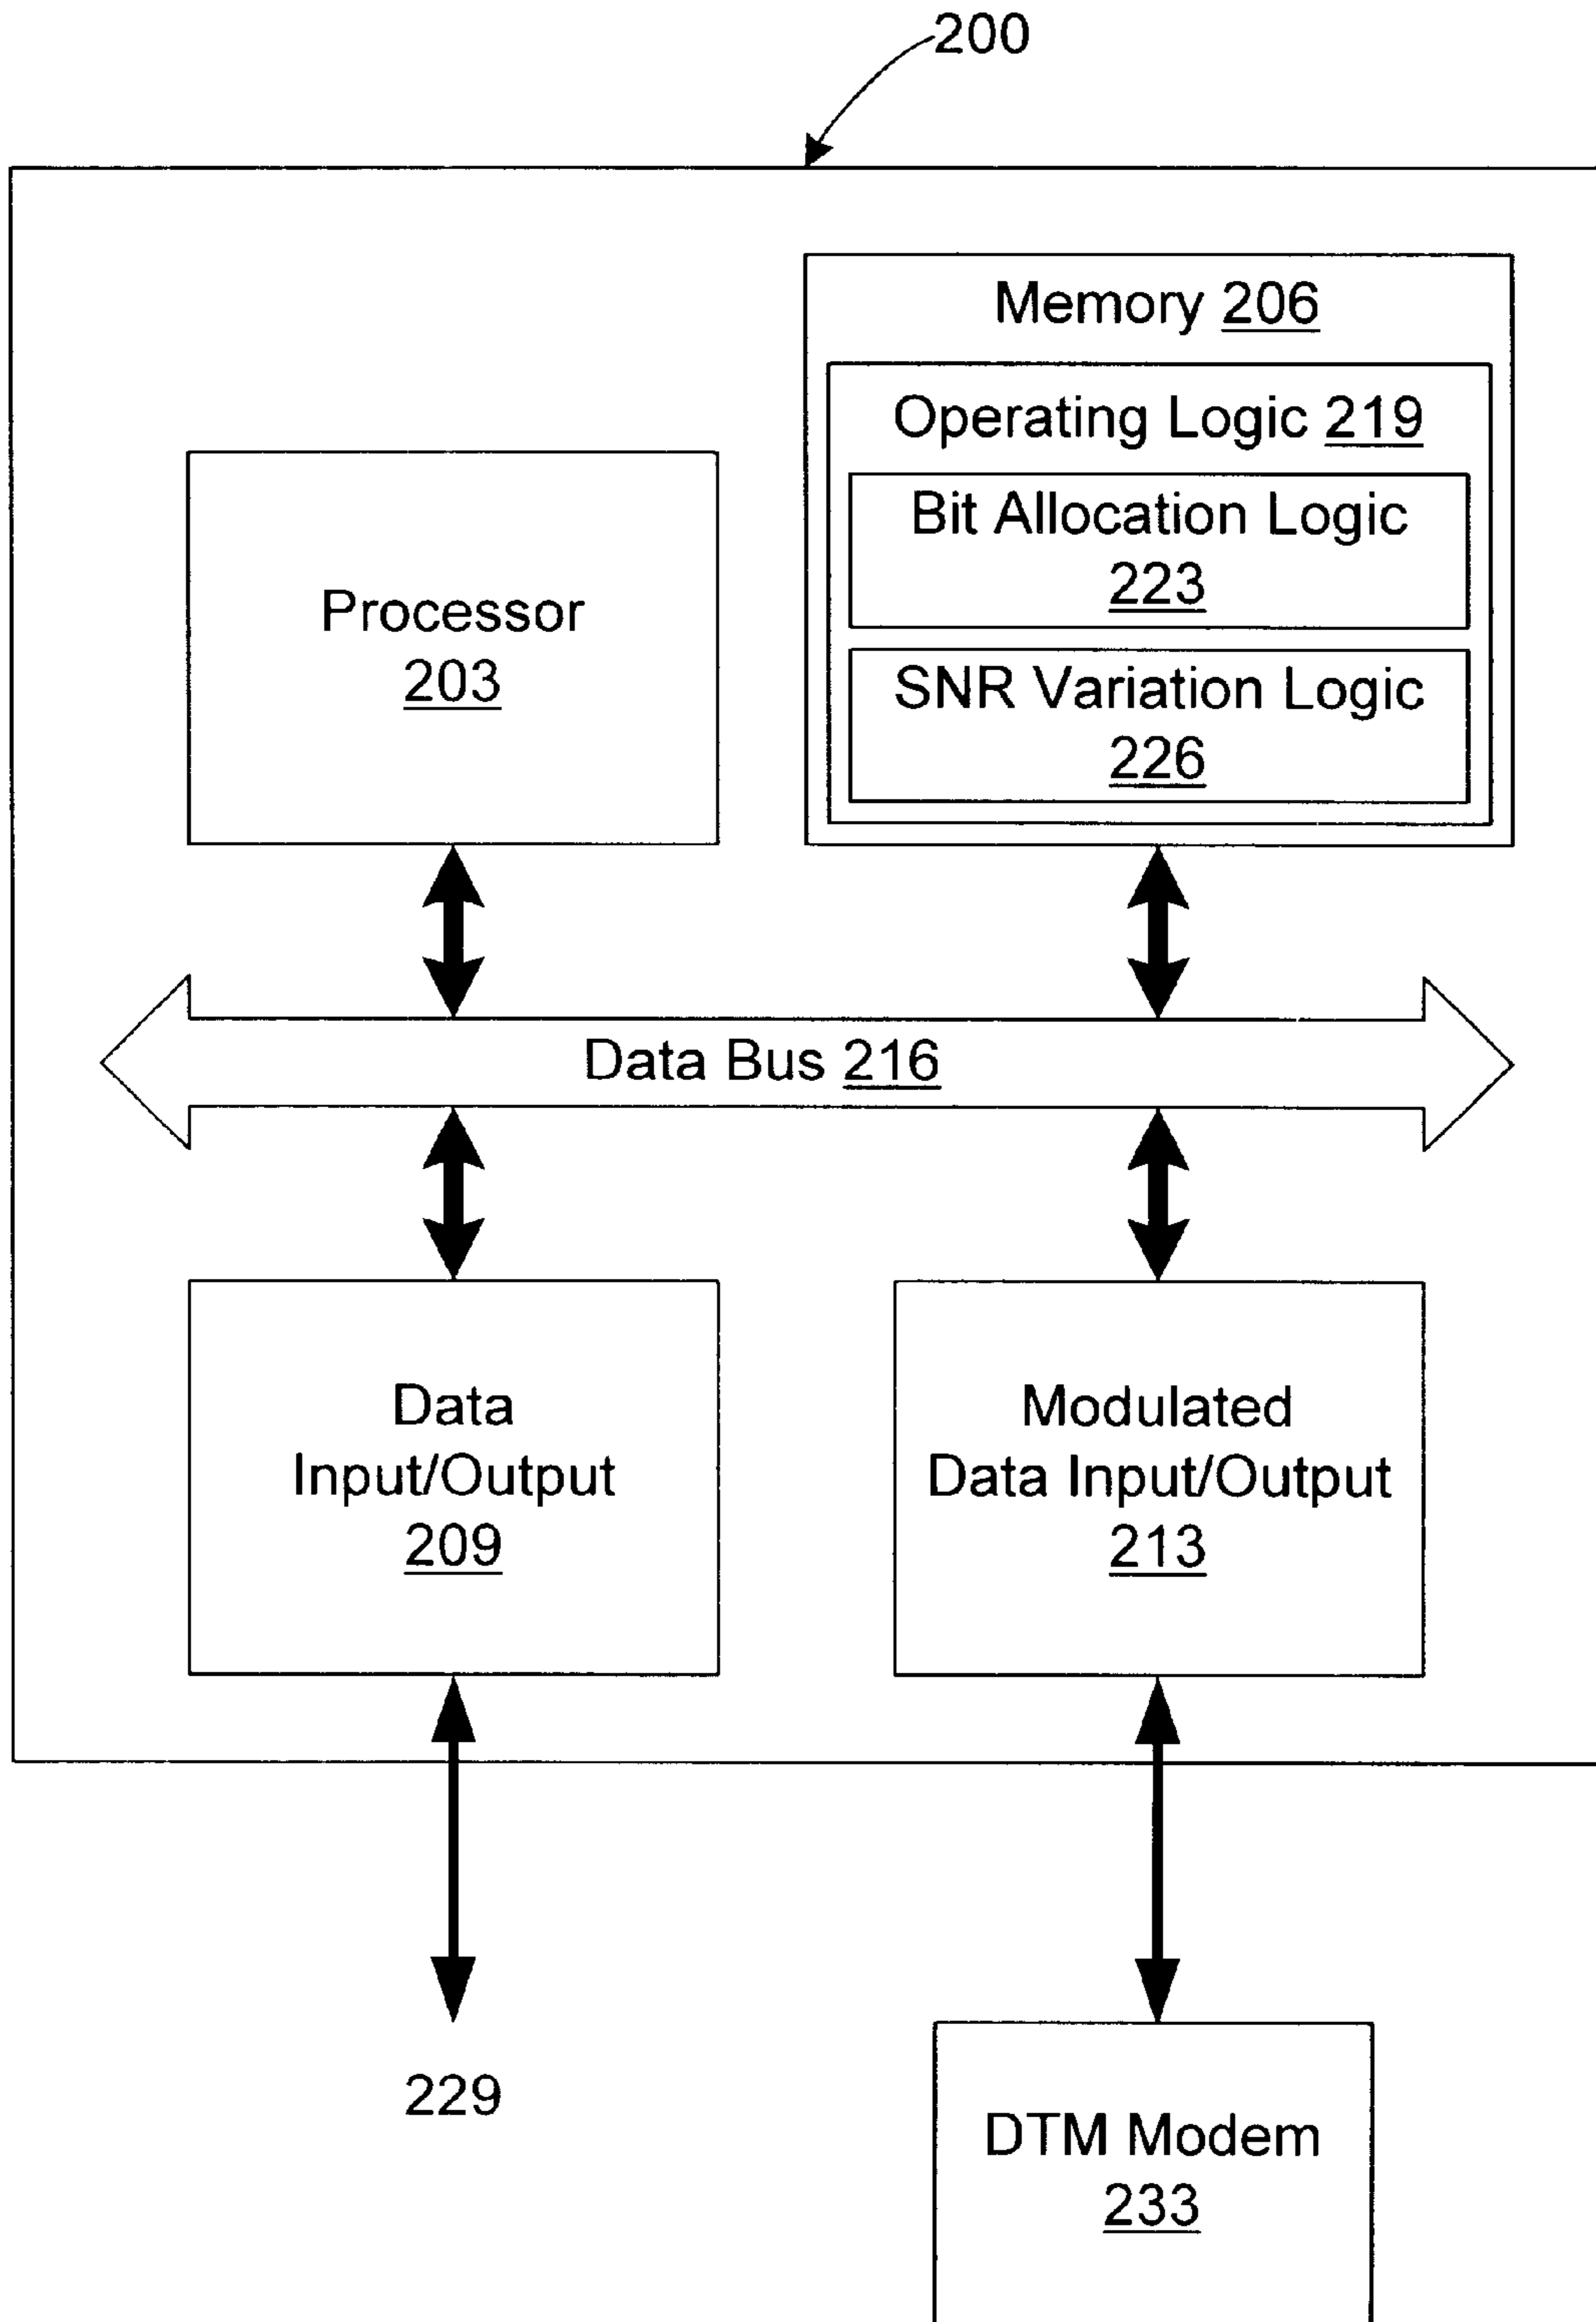 200
Memory 206
Operating Logic 219
Bit Allocation Logic
223
SNR Variation Logic
226
Processor
203
Data Bus 216
Data
Input/Output
209
Modulated
Data Input/Output
213
229
DTM Modem
233